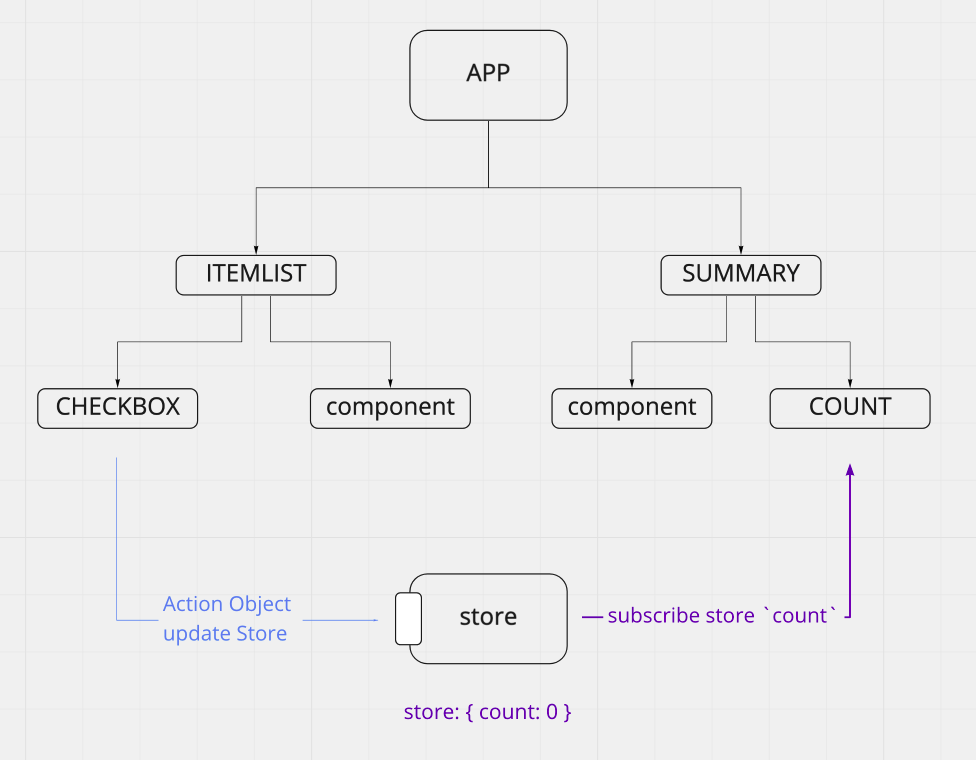 APP
ITEMLIST
SUMMARY
CHECKBOX
component
component
COUNT
Action Object
update Store
store
subscribe store `count`
store: { count: 0 }